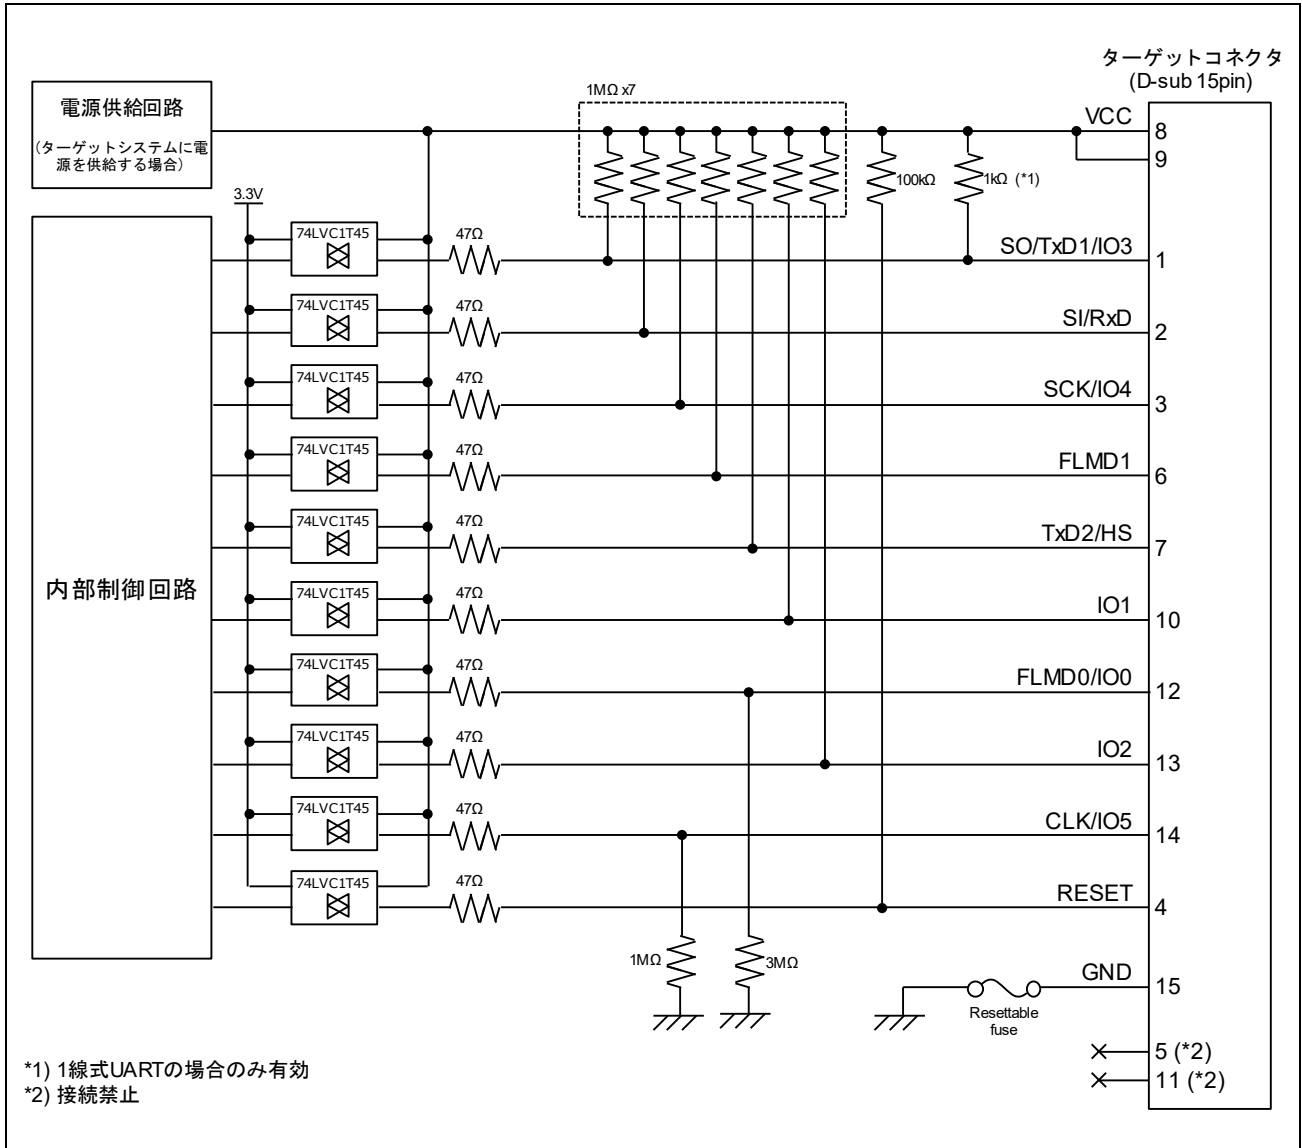 ターゲットコネクタ
(D-sub 15pin)
電源供給回路
(ターゲットシステムに電
源を供給する場合)
1MΩ x7
VCC
8
9
100kΩ
1kΩ (*1)
3.3V
74LVC1T45
47Ω
SO/TxD1/IO3
1
74LVC1T45
47Ω
SI/RxD
2
74LVC1T45
47Ω
SCK/IO4
3
74LVC1T45
47Ω
FLMD1
6
74LVC1T45
47Ω
TxD2/HS
7
内部制御回路
74LVC1T45
47Ω
IO1
10
74LVC1T45
47Ω
FLMD0/IO0
12
74LVC1T45
47Ω
IO2
13
74LVC1T45
47Ω
CLK/IO5
14
74LVC1T45
47Ω
RESET
4
1MΩ
3MΩ
GND
15
Resettable
fuse
5 (*2)
11 (*2)
*1) 1線式UARTの場合のみ有効
*2) 接続禁止